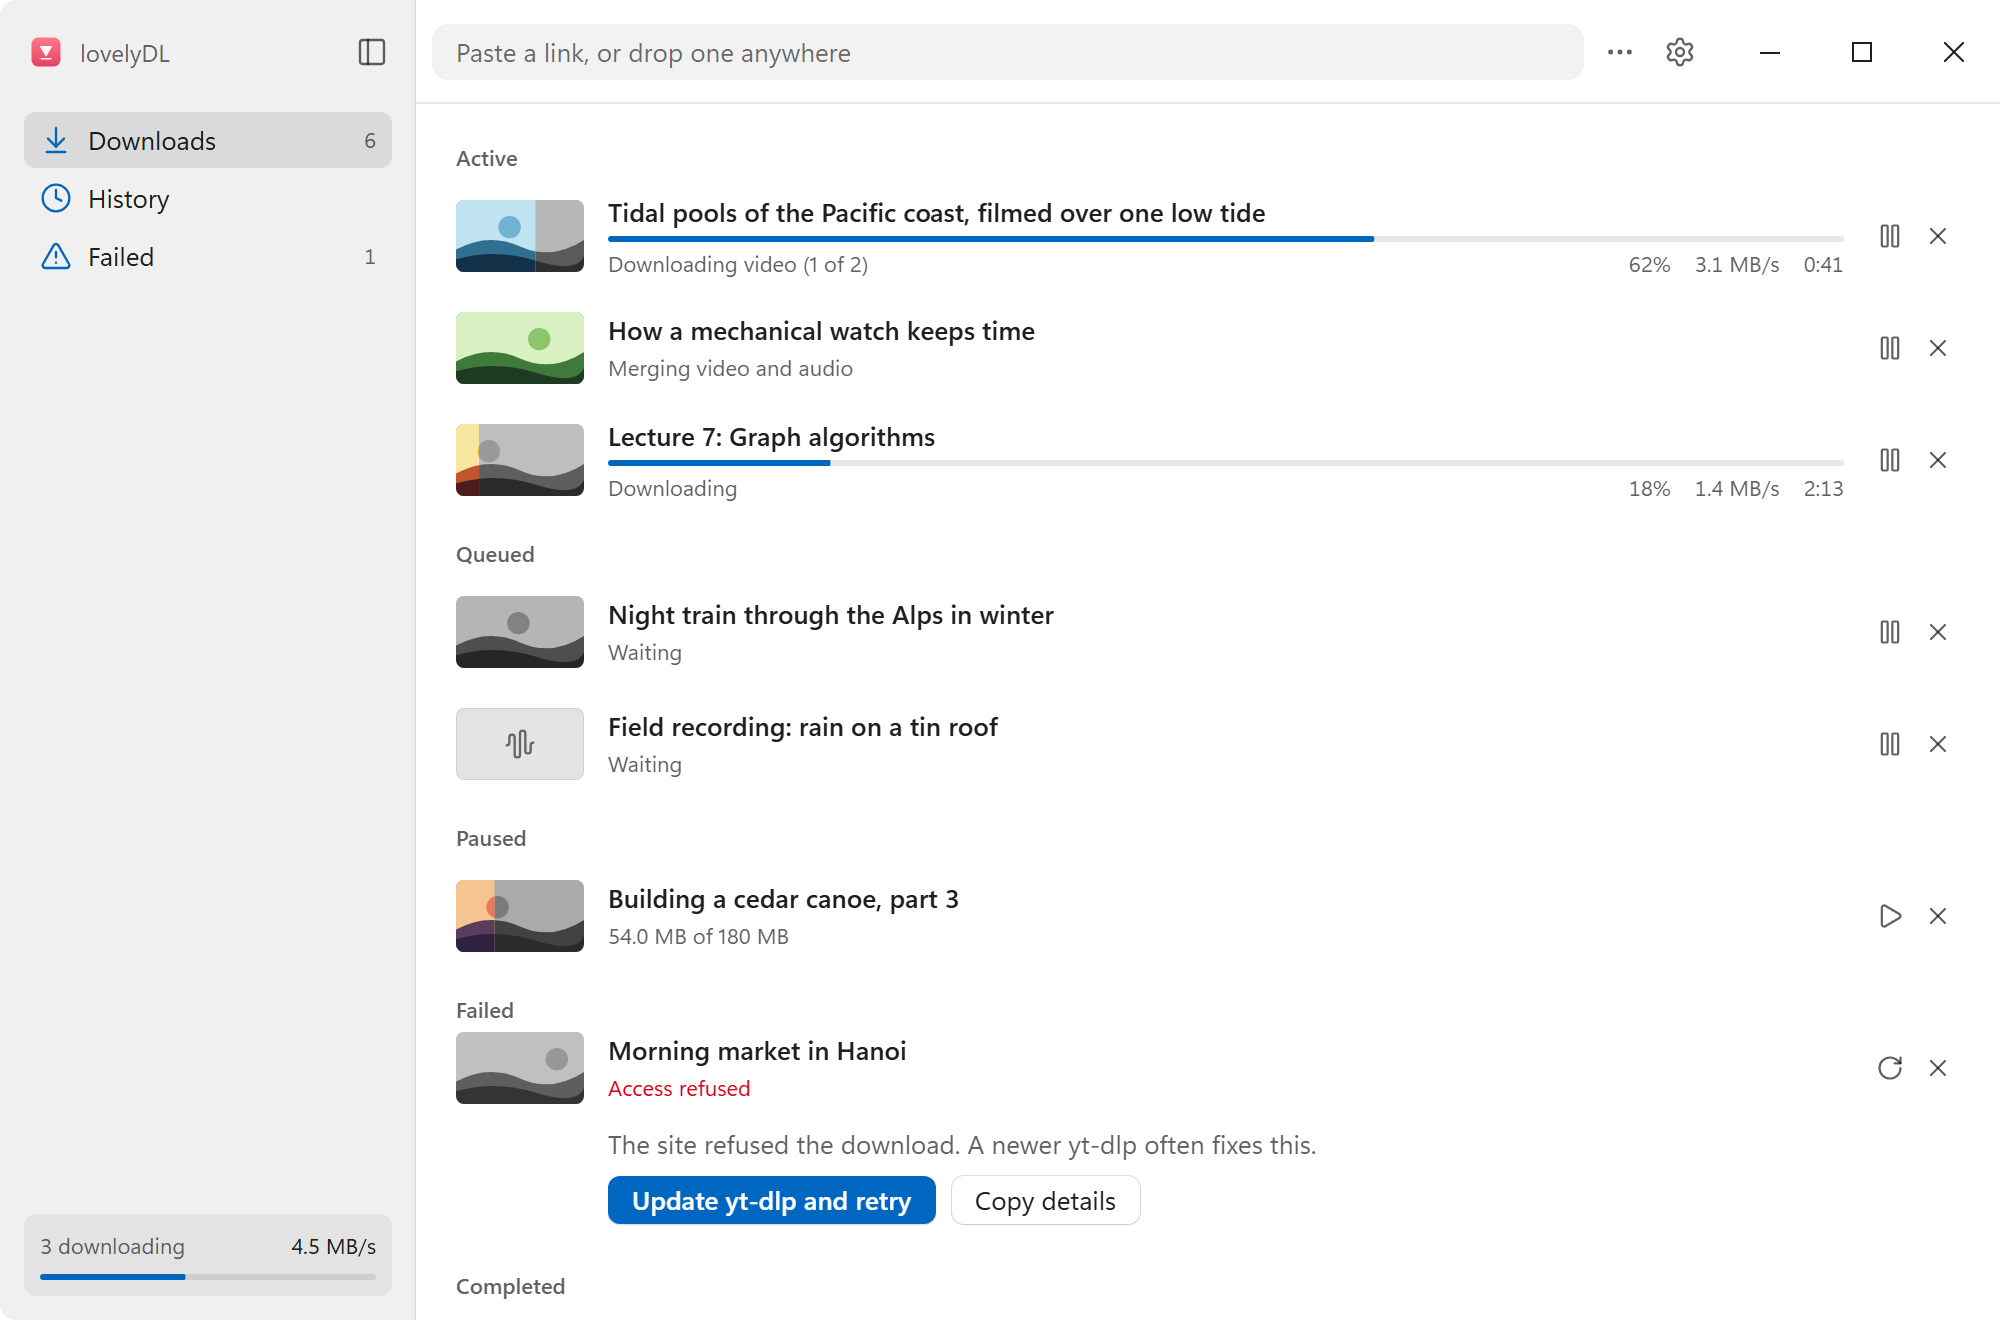 lovelyDL
Paste a link, or drop one anywhere
Downloads 6
History
Failed 1
Active
Tidal pools of the Pacific coast, filmed over one low tide
Downloading video (1 of 2) 62% 3.1 MB/s 0:41
How a mechanical watch keeps time
Merging video and audio
Lecture 7: Graph algorithms
Downloading 18% 1.4 MB/s 2:13
Queued
Night train through the Alps in winter
Waiting
Field recording: rain on a tin roof
Waiting
Paused
Building a cedar canoe, part 3
54.0 MB of 180 MB
Failed
Morning market in Hanoi
Access refused
The site refused the download. A newer yt-dlp often fixes this.
Update yt-dlp and retry Copy details
3 downloading 4.5 MB/s
Completed